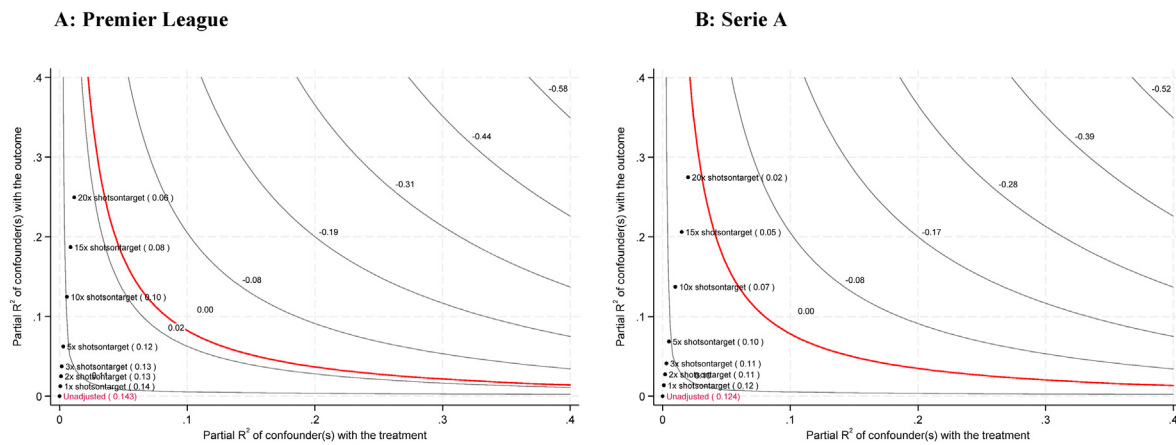 A: Premier League
B: Serie A
Partial R² of confounder(s) with the outcome
.4
.3
.2
.1
0
-0.58
-0.44
-0.31
-0.19
-0.08
0.00
0.02
20x shotsontarget ( 0.06)
15x shotsontarget ( 0.08)
10x shotsontarget ( 0.10)
5x shotsontarget ( 0.12)
3x shotsontarget ( 0.13)
2x shotsontarget ( 0.13)
1x shotsontarget ( 0.14)
Unadjusted ( 0.143)
0 .1 .2 .3 .4
Partial R² of confounder(s) with the treatment
Partial R² of confounder(s) with the outcome
.4
.3
.2
.1
0
-0.52
-0.39
-0.28
-0.17
-0.08
0.00
20x shotsontarget ( 0.02)
15x shotsontarget ( 0.05)
10x shotsontarget ( 0.07)
5x shotsontarget ( 0.10)
3x shotsontarget ( 0.11)
2x shotsontarget ( 0.11)
1x shotsontarget ( 0.12)
Unadjusted ( 0.124)
0 .1 .2 .3 .4
Partial R² of confounder(s) with the treatment